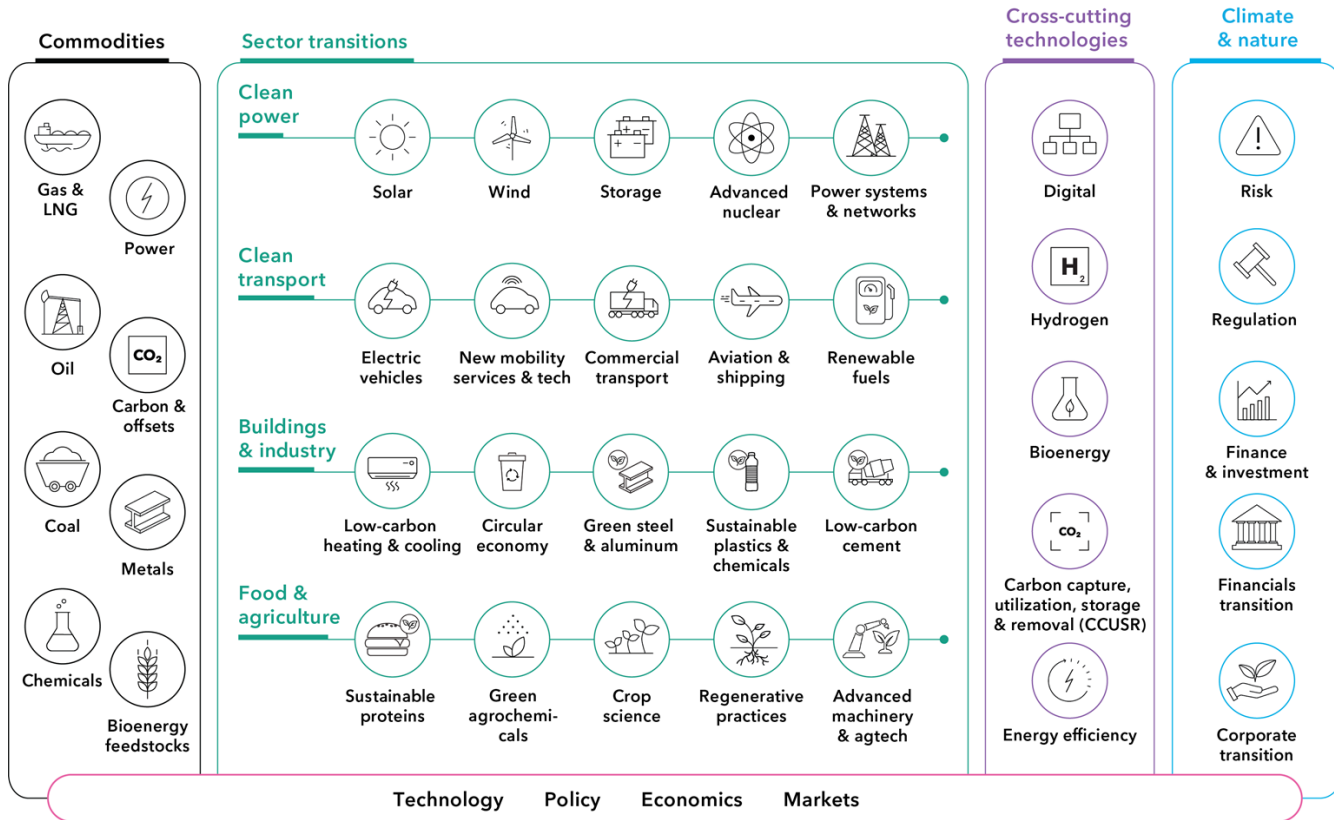 Commodities
Gas &
LNG
Power
Oil
CO₂
Carbon &
offsets
Coal
Metals
Chemicals
Bioenergy
feedstocks
Sector transitions
Clean
power
Solar
Wind
Storage
Advanced
nuclear
Power systems
& networks
Clean
transport
Electric
vehicles
New mobility
services & tech
Commercial
transport
Aviation &
shipping
Renewable
fuels
Buildings
& industry
Low-carbon
heating & cooling
Circular
economy
Green steel
& aluminum
Sustainable
plastics &
chemicals
Low-carbon
cement
Food &
agriculture
Sustainable
proteins
Green
agrochemi-
cals
Crop
science
Regenerative
practices
Advanced
machinery
& agtech
Cross-cutting
technologies
Digital
H₂
Hydrogen
Bioenergy
CO₂
Carbon capture,
utilization, storage
& removal (CCUSR)
Energy efficiency
Climate
& nature
Risk
Regulation
Finance
& investment
Financials
transition
Corporate
transition
Technology Policy Economics Markets